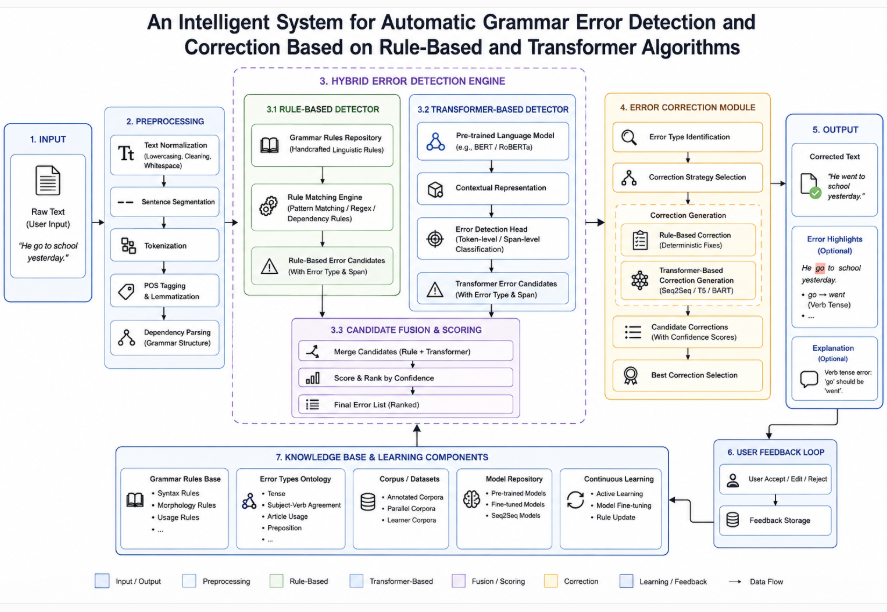 An Intelligent System for Automatic Grammar Error Detection and
Correction Based on Rule-Based and Transformer Algorithms
1. INPUT
Raw Text
(User Input)
"He go to school
yesterday."
2. PREPROCESSING
Tt
Text Normalization
(Lowercasing, Cleaning,
Whitespace)
Sentence Segmentation
Tokenization
POS Tagging
& Lemmatization
Dependency Parsing
(Grammar Structure)
3. HYBRID ERROR DETECTION ENGINE
3.1 RULE-BASED DETECTOR
Grammar Rules Repository
(Handcrafted Linguistic Rules)
Rule Matching Engine
(Pattern Matching / Regex /
Dependency Rules)
Rule-Based Error Candidates
(With Error Type & Span)
3.2 TRANSFORMER-BASED DETECTOR
Pre-trained Language Model
(e.g., BERT / RoBERTa)
Contextual Representation
Error Detection Head
(Token-level / Span-level
Classification)
Transformer Error Candidates
(With Error Type & Span)
3.3 CANDIDATE FUSION & SCORING
Merge Candidates (Rule + Transformer)
Score & Rank by Confidence
Final Error List (Ranked)
4. ERROR CORRECTION MODULE
Error Type Identification
Correction Strategy Selection
Correction Generation
Rule-Based Correction
(Deterministic Fixes)
Transformer-Based
Correction Generation
(Seq2Seq / T5 / BART)
Candidate Corrections
(With Confidence Scores)
Best Correction Selection
5. OUTPUT
Corrected Text
"He went to
school
yesterday."
Error Highlights
(Optional)
He go to school
yesterday.
• go → went
(Verb Tense)
• ...
Explanation
(Optional)
Verb tense error:
'go' should be
'went'.
6. USER FEEDBACK LOOP
User Accept / Edit / Reject
Feedback Storage
7. KNOWLEDGE BASE & LEARNING COMPONENTS
Grammar Rules Base
• Syntax Rules
• Morphology Rules
• Usage Rules
• ...
Error Types Ontology
• Tense
• Subject-Verb Agreement
• Article Usage
• Preposition
• ...
Corpus / Datasets
• Annotated Corpora
• Parallel Corpora
• Learner Corpora
Model Repository
• Pre-trained Models
• Fine-tuned Models
• Seq2Seq Models
Continuous Learning
• Active Learning
• Model Fine-tuning
• Rule Update
Input / Output
Preprocessing
Rule-Based
Transformer-Based
Fusion / Scoring
Correction
Learning / Feedback
Data Flow